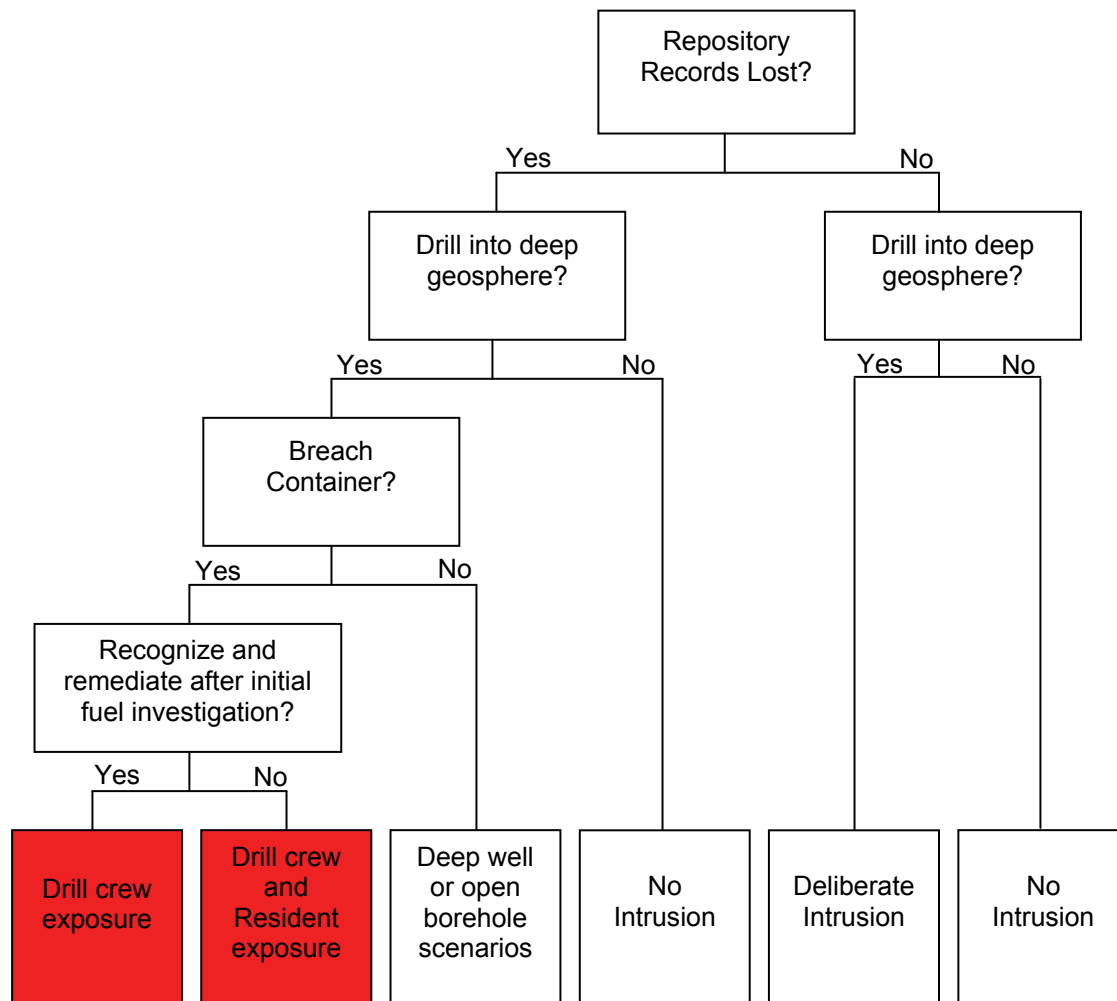 Repository
Records Lost?
Yes
No
Drill into deep
geosphere?
Drill into deep
geosphere?
Yes
No
Yes
No
Breach
Container?
Yes
No
Recognize and
remediate after initial
fuel investigation?
Yes
No
Drill crew
exposure
Drill crew
and
Resident
exposure
Deep well
or open
borehole
scenarios
No
Intrusion
Deliberate
Intrusion
No
Intrusion